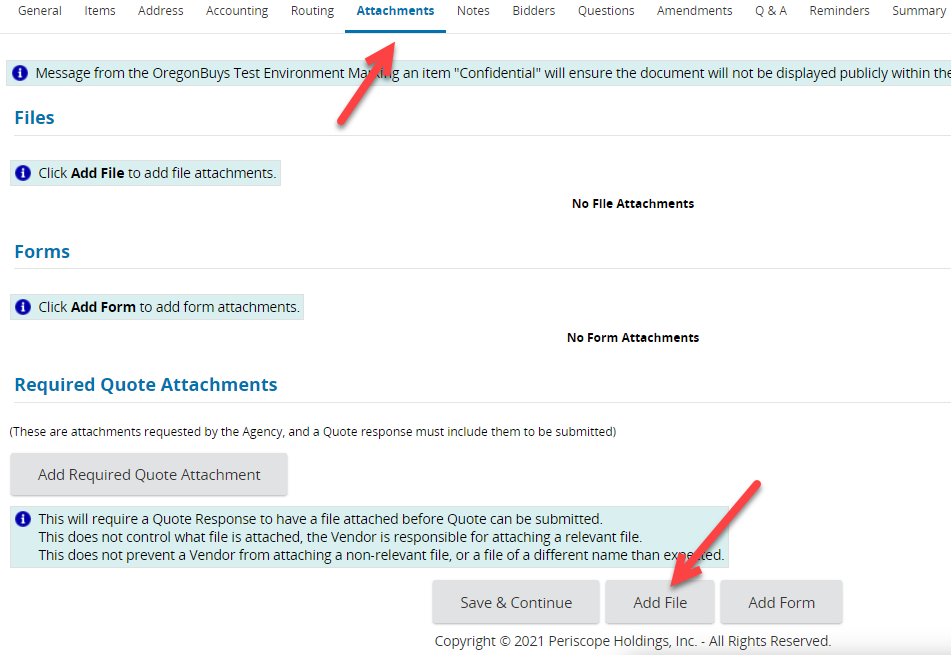 General Items Address Accounting Routing Attachments Notes Bidders Questions Amendments Q & A Reminders Summary
Message from the OregonBuys Test Environment Marking an item "Confidential" will ensure the document will not be displayed publicly within the
Files
Click Add File to add file attachments.
No File Attachments
Forms
Click Add Form to add form attachments.
No Form Attachments
Required Quote Attachments
(These are attachments requested by the Agency, and a Quote response must include them to be submitted)
Add Required Quote Attachment
This will require a Quote Response to have a file attached before Quote can be submitted.
This does not control what file is attached, the Vendor is responsible for attaching a relevant file.
This does not prevent a Vendor from attaching a non-relevant file, or a file of a different name than expected.
Save & Continue Add File Add Form
Copyright © 2021 Periscope Holdings, Inc. - All Rights Reserved.